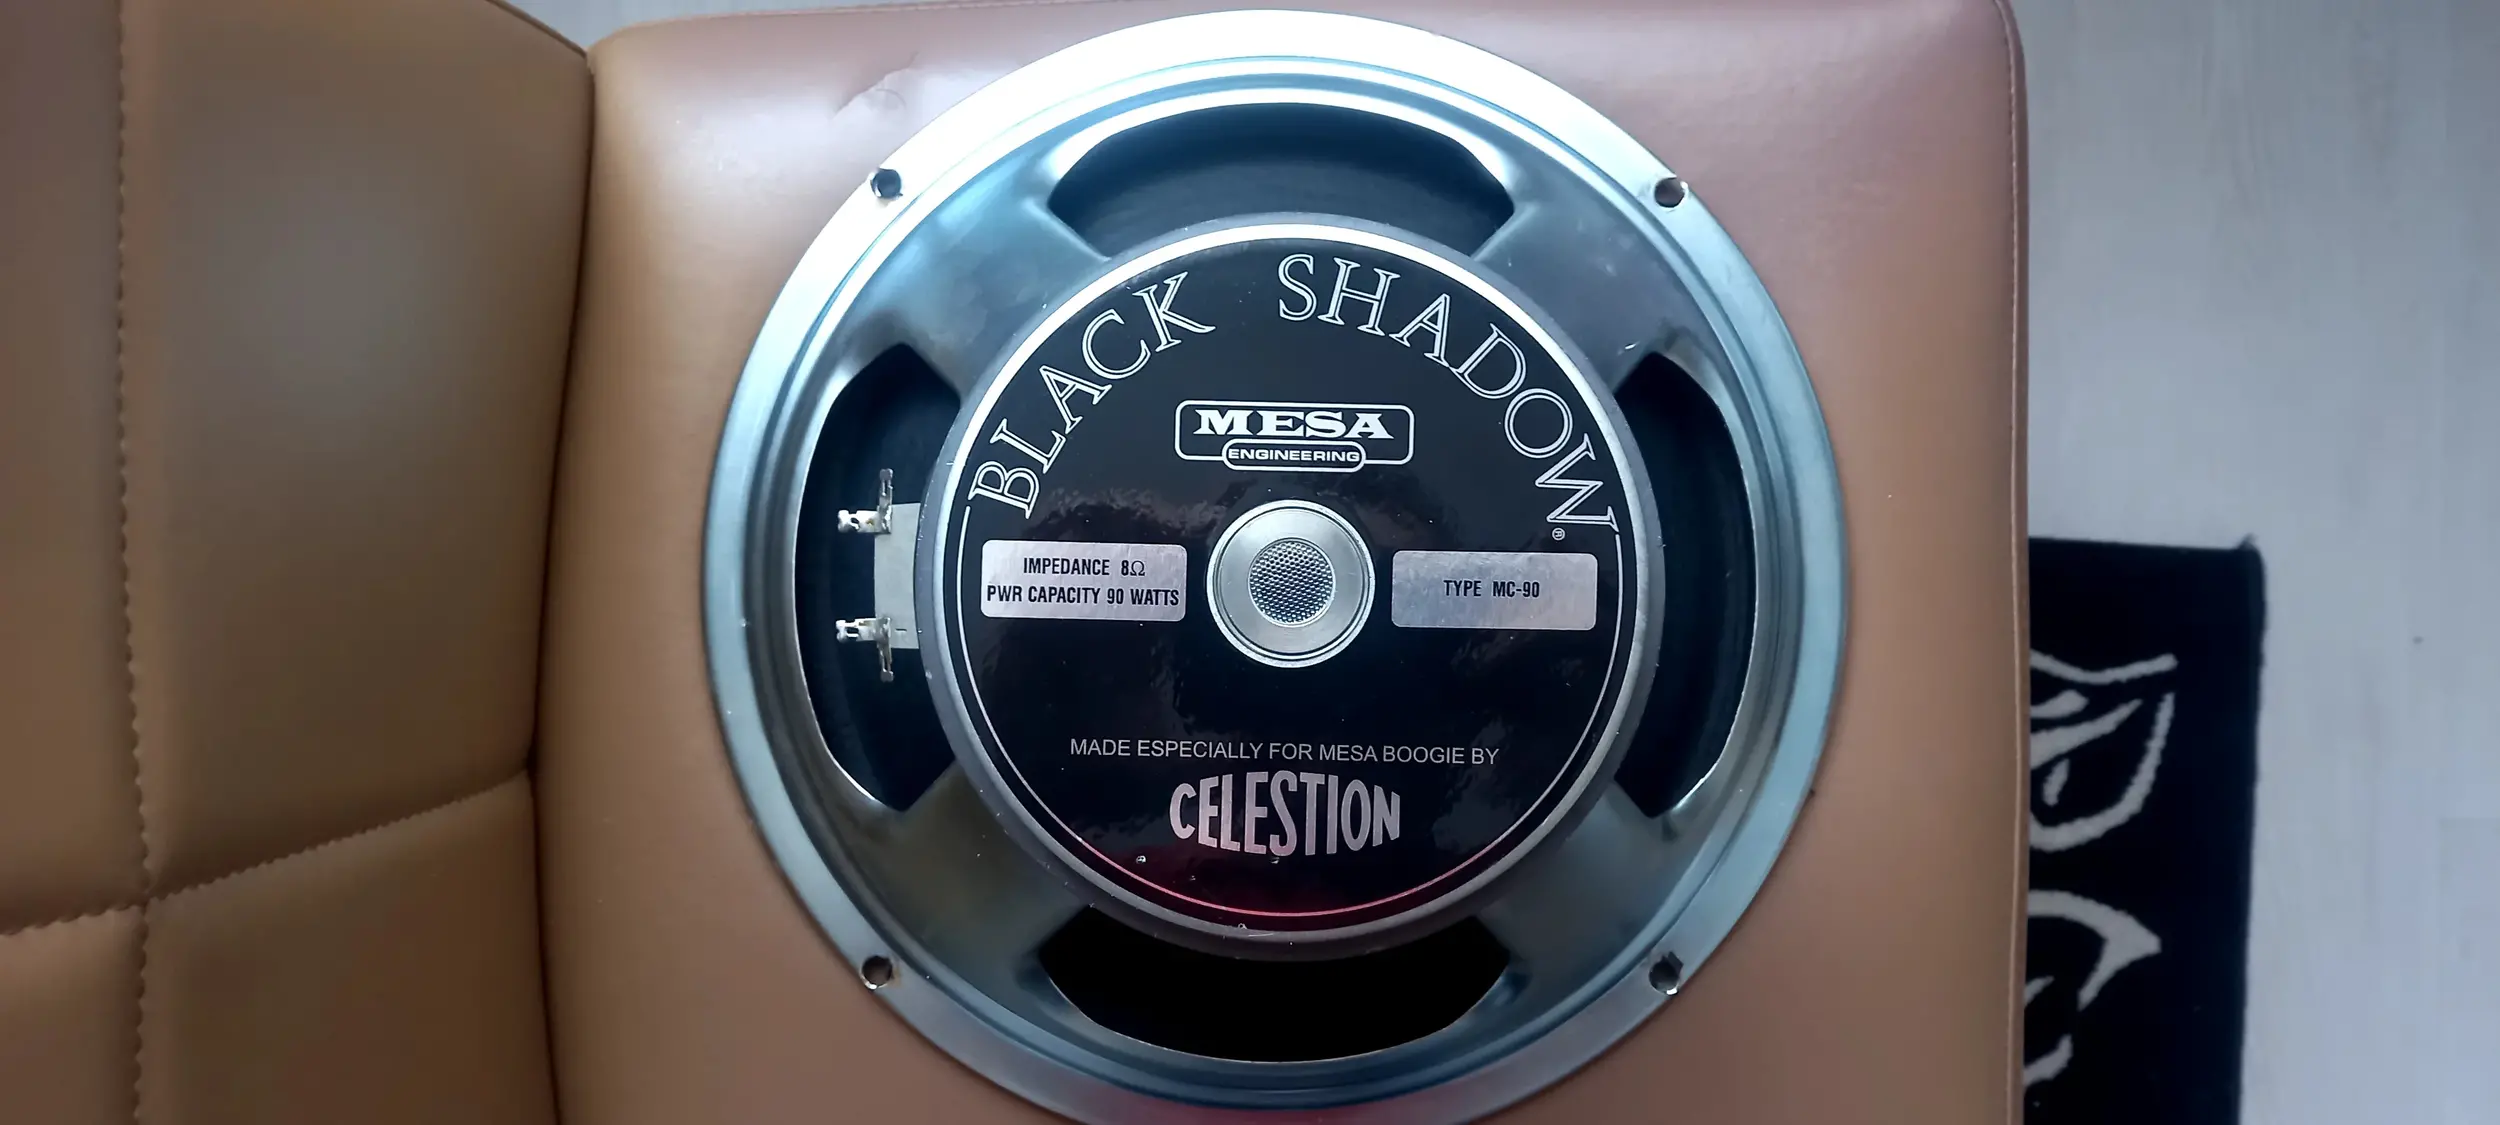 BLACK SHADOW®
MESA
ENGINEERING
IMPEDANCE 8Ω
PWR CAPACITY 90 WATTS
TYPE MC-90
MADE ESPECIALLY FOR MESA BOOGIE BY
CELESTION